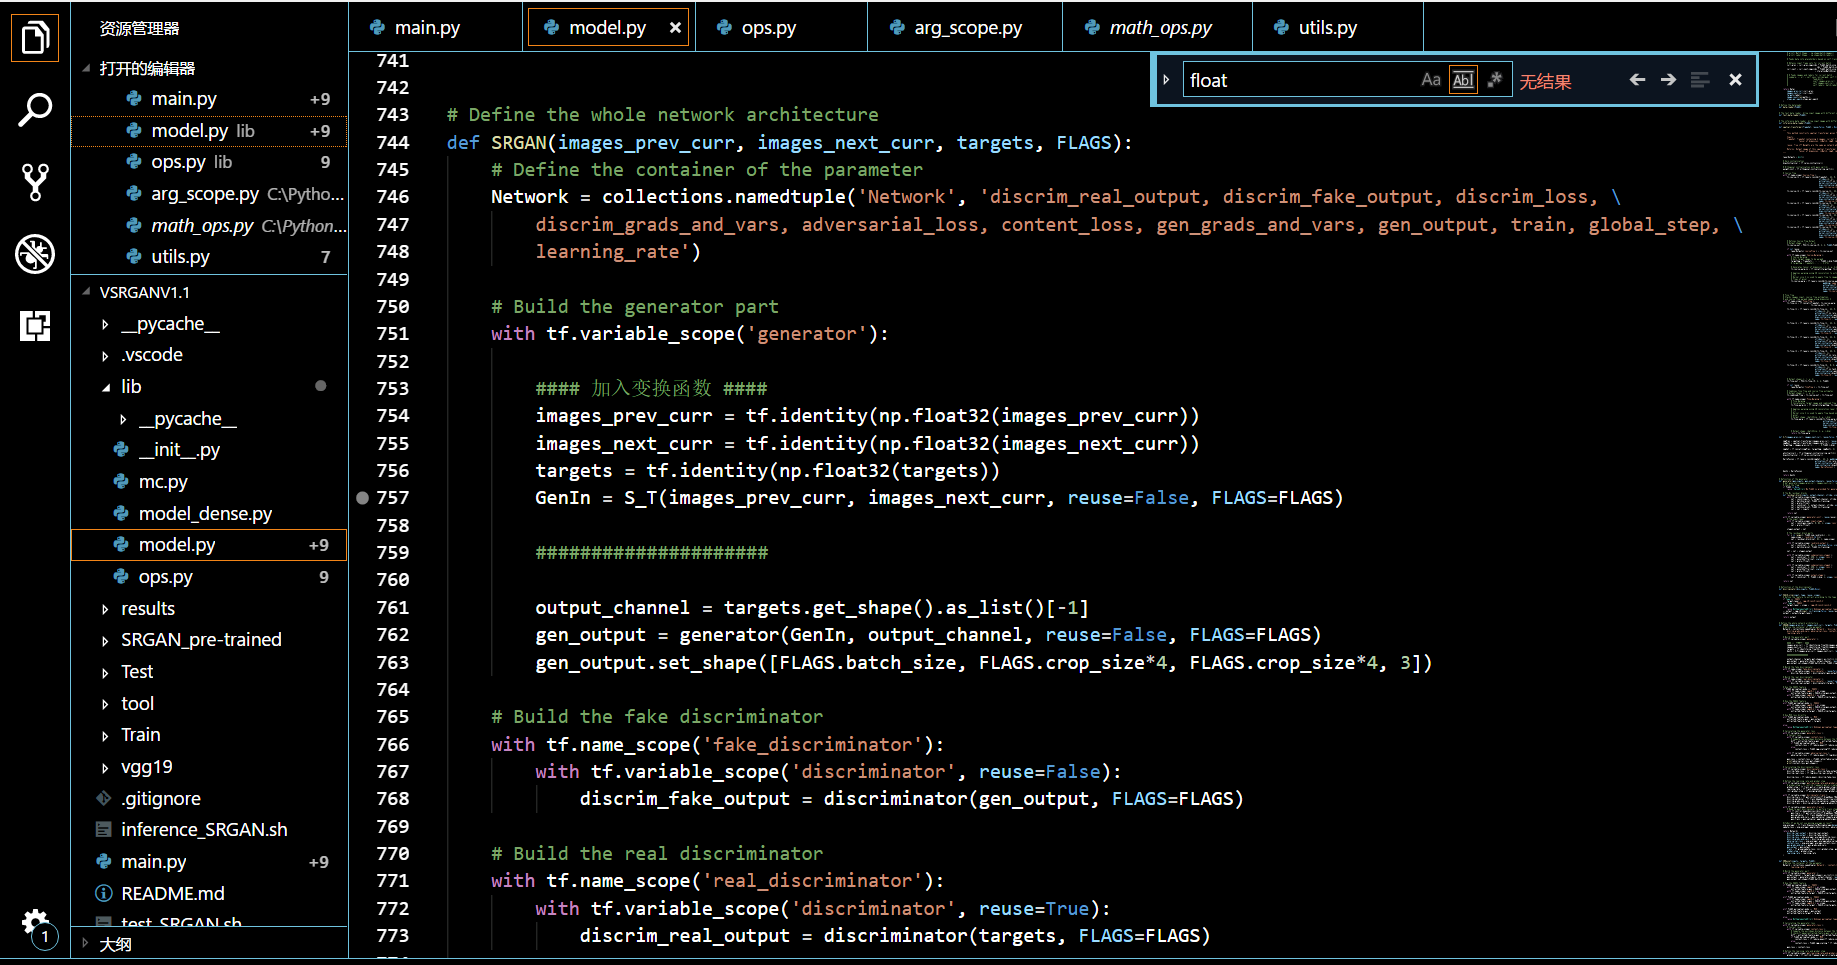 资源管理器
打开的编辑器
main.py +9
model.py lib +9
ops.py lib 9
arg_scope.py C:\Pytho...
math_ops.py C:\Python...
utils.py 7
VSRGANV1.1
__pycache__
.vscode
lib
__pycache__
__init__.py
mc.py
model_dense.py
model.py +9
ops.py 9
results
SRGAN_pre-trained
Test
tool
Train
vgg19
.gitignore
inference_SRGAN.sh
main.py +9
README.md
test_SRGAN.sh
大纲
1
main.py model.py ops.py arg_scope.py math_ops.py utils.py
float Aa Abl .* 无结果
741
742
743 # Define the whole network architecture
744 def SRGAN(images_prev_curr, images_next_curr, targets, FLAGS):
745 # Define the container of the parameter
746 Network = collections.namedtuple('Network', 'discrim_real_output, discrim_fake_output, discrim_loss, \
747 discrim_grads_and_vars, adversarial_loss, content_loss, gen_grads_and_vars, gen_output, train, global_step, \
748 learning_rate')
749
750 # Build the generator part
751 with tf.variable_scope('generator'):
752
753 #### 加入变换函数 ####
754 images_prev_curr = tf.identity(np.float32(images_prev_curr))
755 images_next_curr = tf.identity(np.float32(images_next_curr))
756 targets = tf.identity(np.float32(targets))
757 GenIn = S_T(images_prev_curr, images_next_curr, reuse=False, FLAGS=FLAGS)
758
759 #####################
760
761 output_channel = targets.get_shape().as_list()[-1]
762 gen_output = generator(GenIn, output_channel, reuse=False, FLAGS=FLAGS)
763 gen_output.set_shape([FLAGS.batch_size, FLAGS.crop_size*4, FLAGS.crop_size*4, 3])
764
765 # Build the fake discriminator
766 with tf.name_scope('fake_discriminator'):
767 with tf.variable_scope('discriminator', reuse=False):
768 discrim_fake_output = discriminator(gen_output, FLAGS=FLAGS)
769
770 # Build the real discriminator
771 with tf.name_scope('real_discriminator'):
772 with tf.variable_scope('discriminator', reuse=True):
773 discrim_real_output = discriminator(targets, FLAGS=FLAGS)